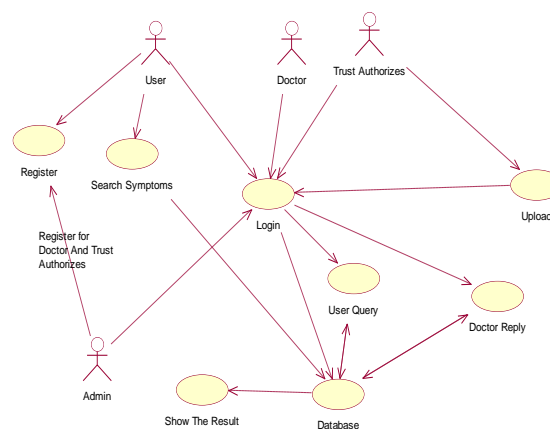 User
Doctor
Trust Authorizes
Register
Search Symptoms
Login
Upload
Register for
Doctor And Trust
Authorizes
User Query
Doctor Reply
Admin
Show The Result
Database